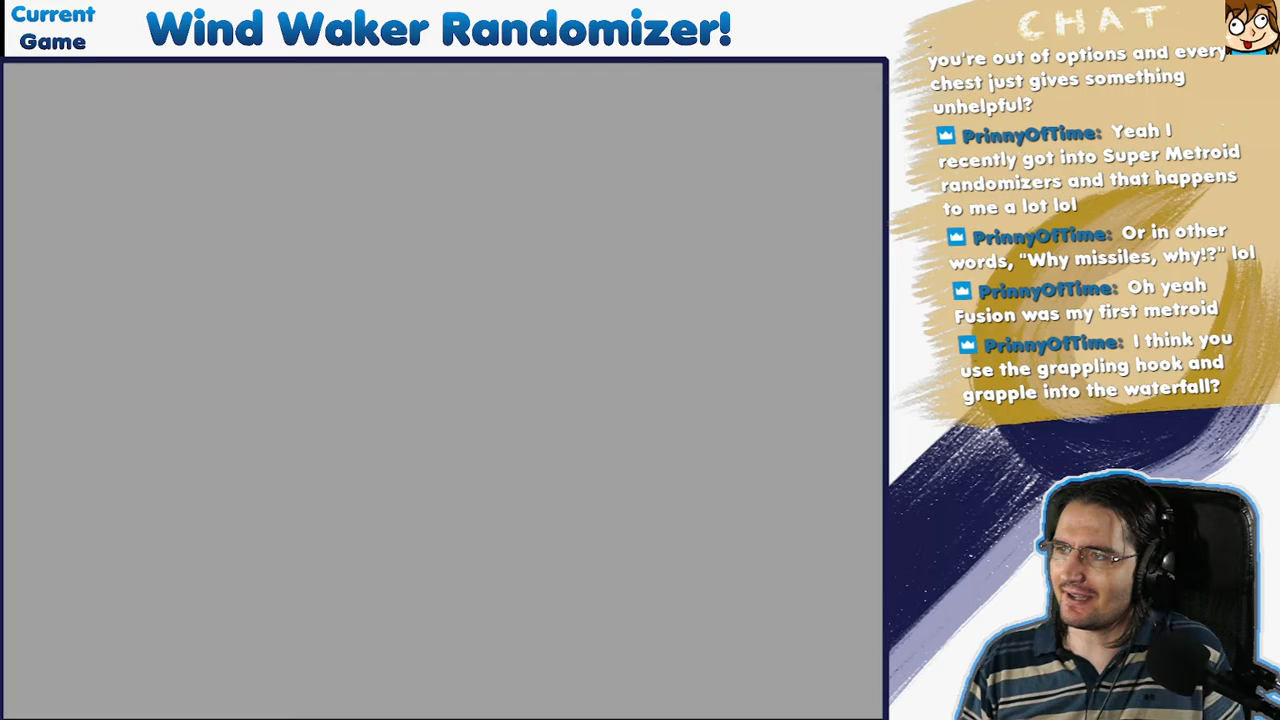 Current
Game
Wind Waker Randomizer!
CHAT
you're out of options and every
chest just gives something
unhelpful?
PrinnyOfTime: Yeah I
recently got into Super Metroid
randomizers and that happens
to me a lot lol
PrinnyOfTime: Or in other
words, "Why missiles, why!?" lol
PrinnyOfTime: Oh yeah
Fusion was my first metroid
PrinnyOfTime: I think you
use the grappling hook and
grapple into the waterfall?